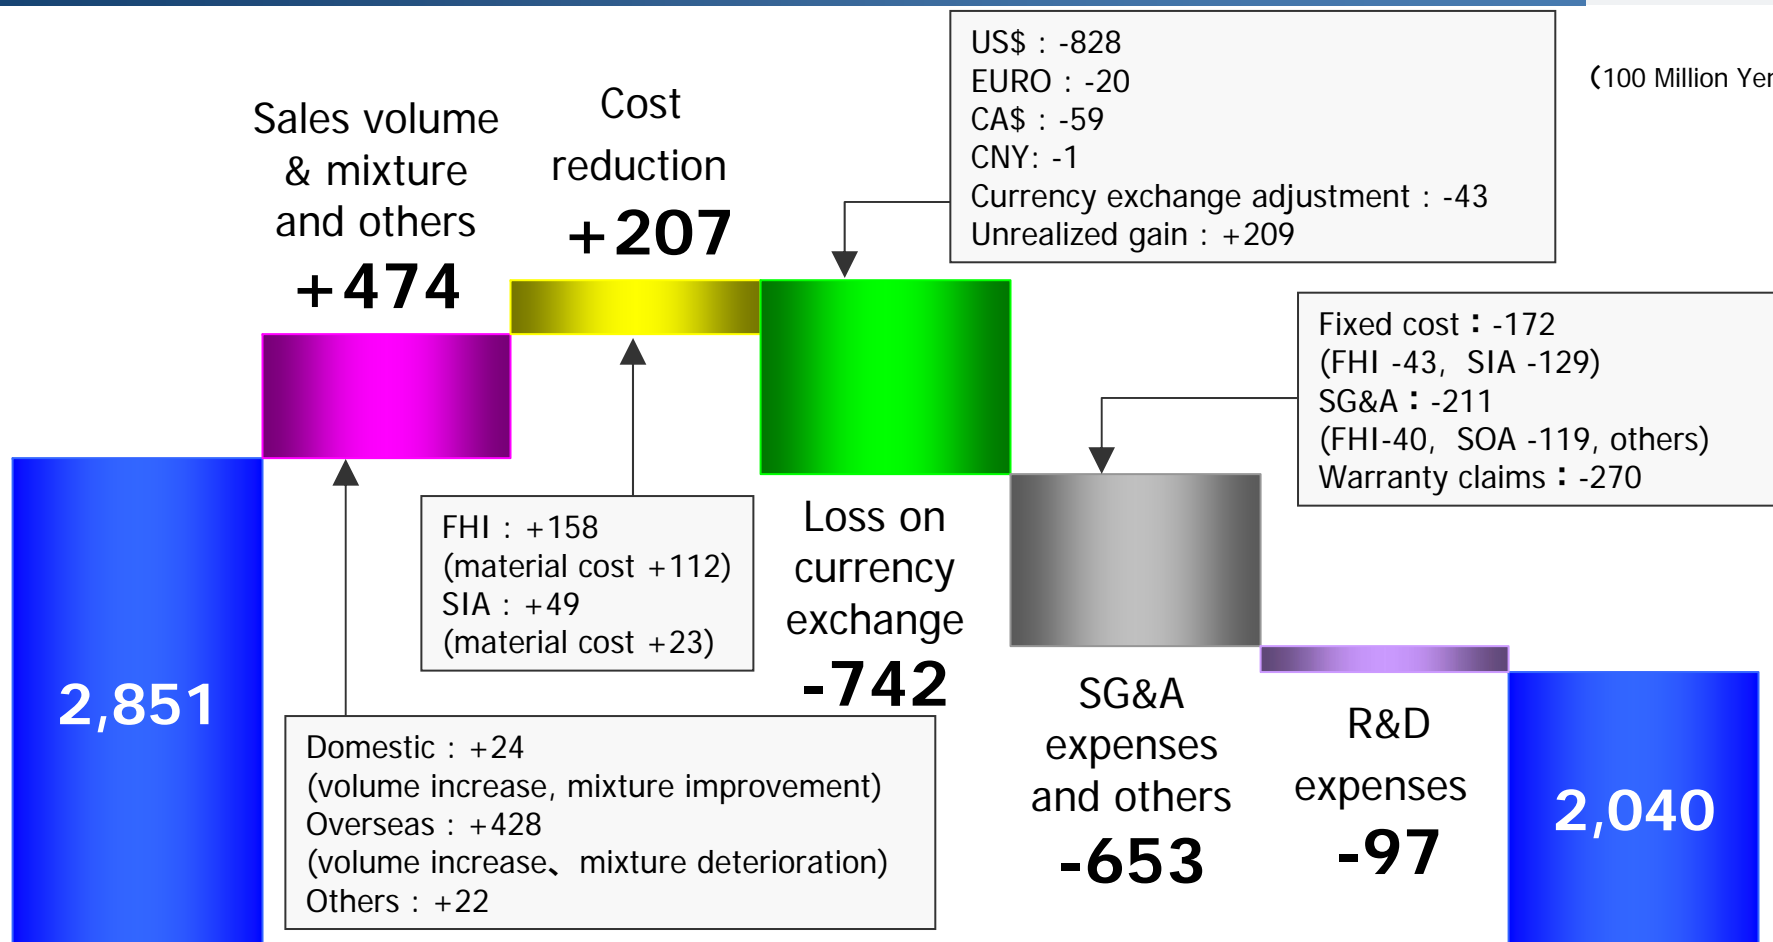 (100 Million Yen
US$ : -828
EURO : -20
CA$ : -59
CNY: -1
Currency exchange adjustment : -43
Unrealized gain : +209
Sales volume
& mixture
and others
+474
Cost
reduction
+207
Fixed cost：-172
(FHI -43, SIA -129)
SG&A：-211
(FHI-40, SOA -119, others)
Warranty claims：-270
FHI : +158
(material cost +112)
SIA : +49
(material cost +23)
Loss on
currency
exchange
-742
2,851
Domestic : +24
(volume increase, mixture improvement)
Overseas : +428
(volume increase、mixture deterioration)
Others : +22
SG&A
expenses
and others
-653
R&D
expenses
-97
2,040